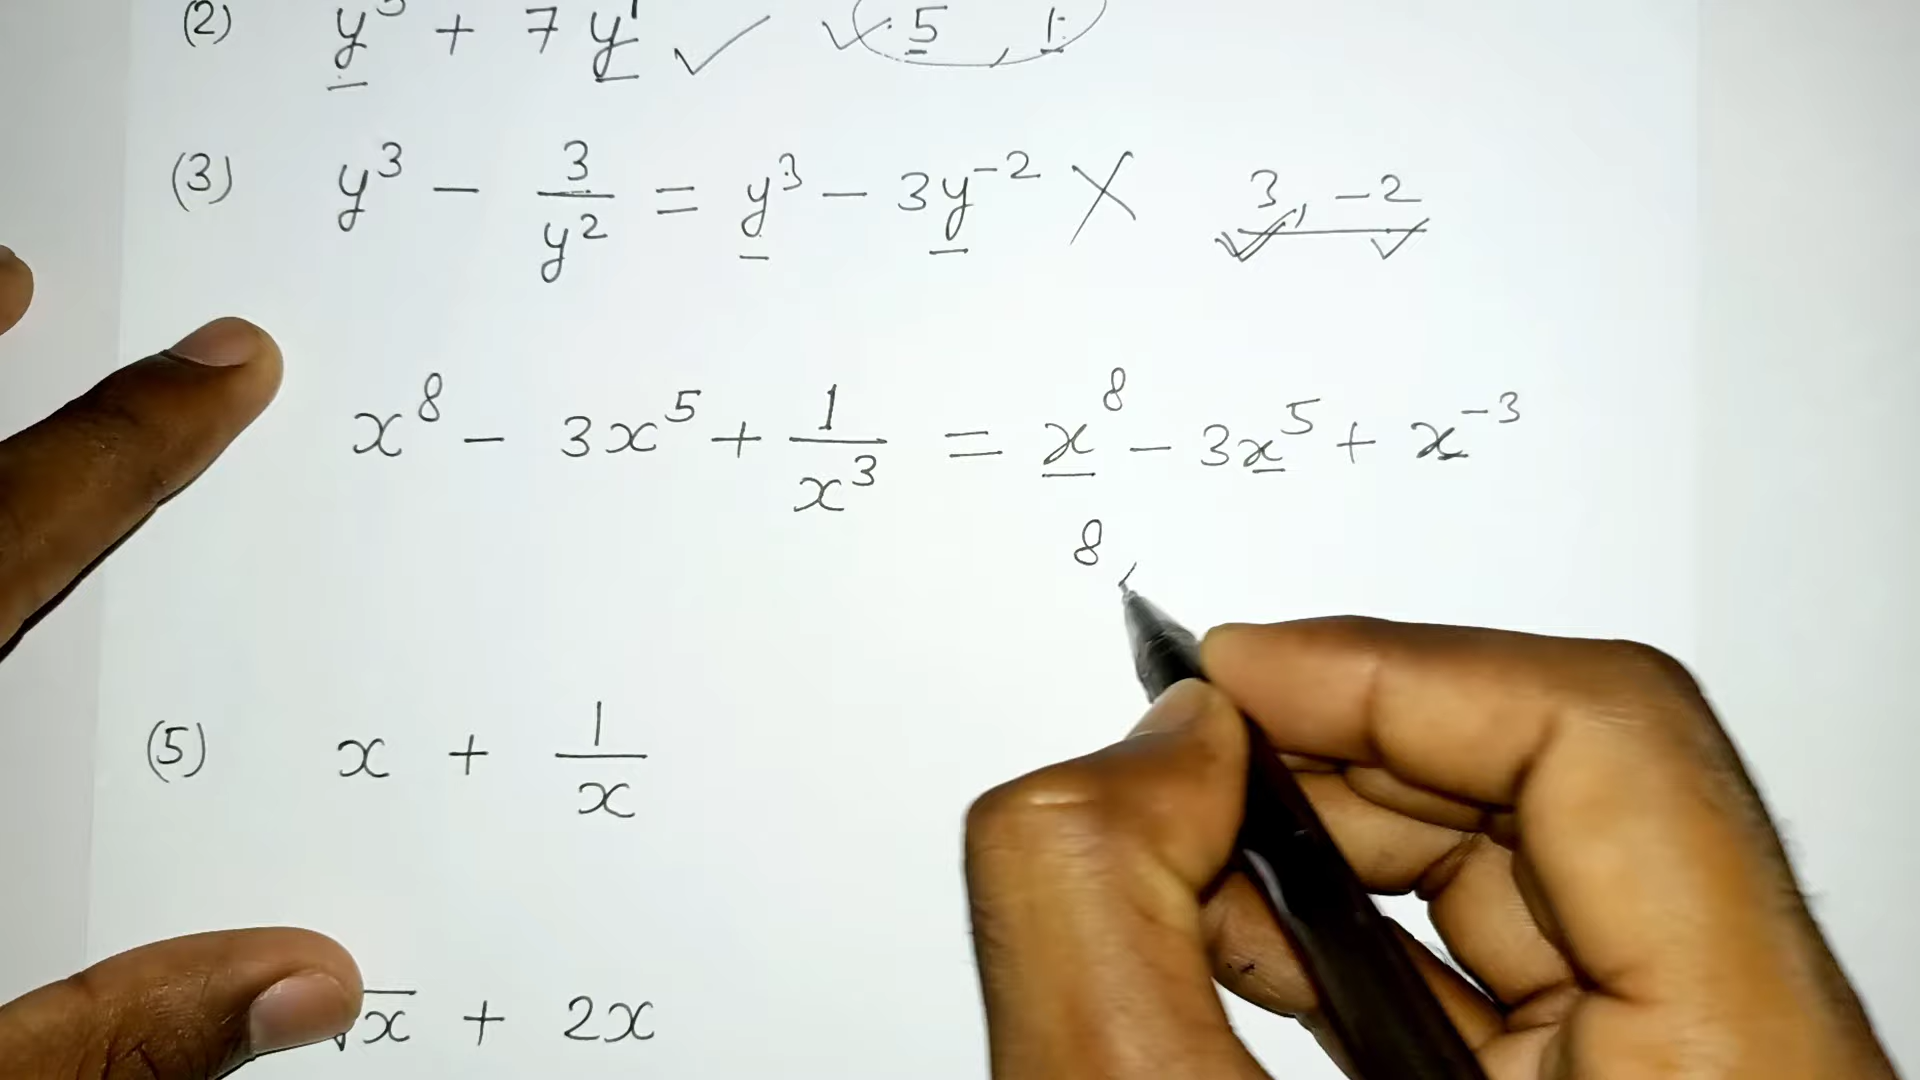 (2) y⁵ + 7y¹ ✓ ✓ 5, 1
(3) y³ − 3/y² = y³ − 3y⁻² ✗ 3, −2 ✓ ✓
x⁸ − 3x⁵ + 1/x³ = x⁸ − 3x⁵ + x⁻³
8,
(5) x + 1/x
√x + 2x